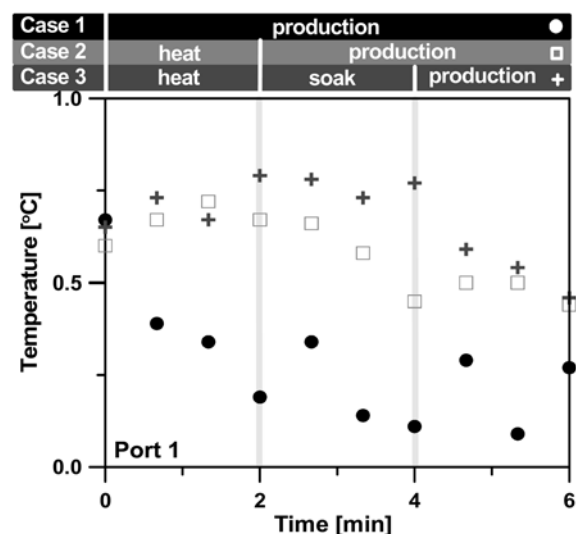 Case 1 production
Case 2 heat production
Case 3 heat soak production
1.0
0.5
0.0
Temperature [°C]
Port 1
0 2 4 6
Time [min]